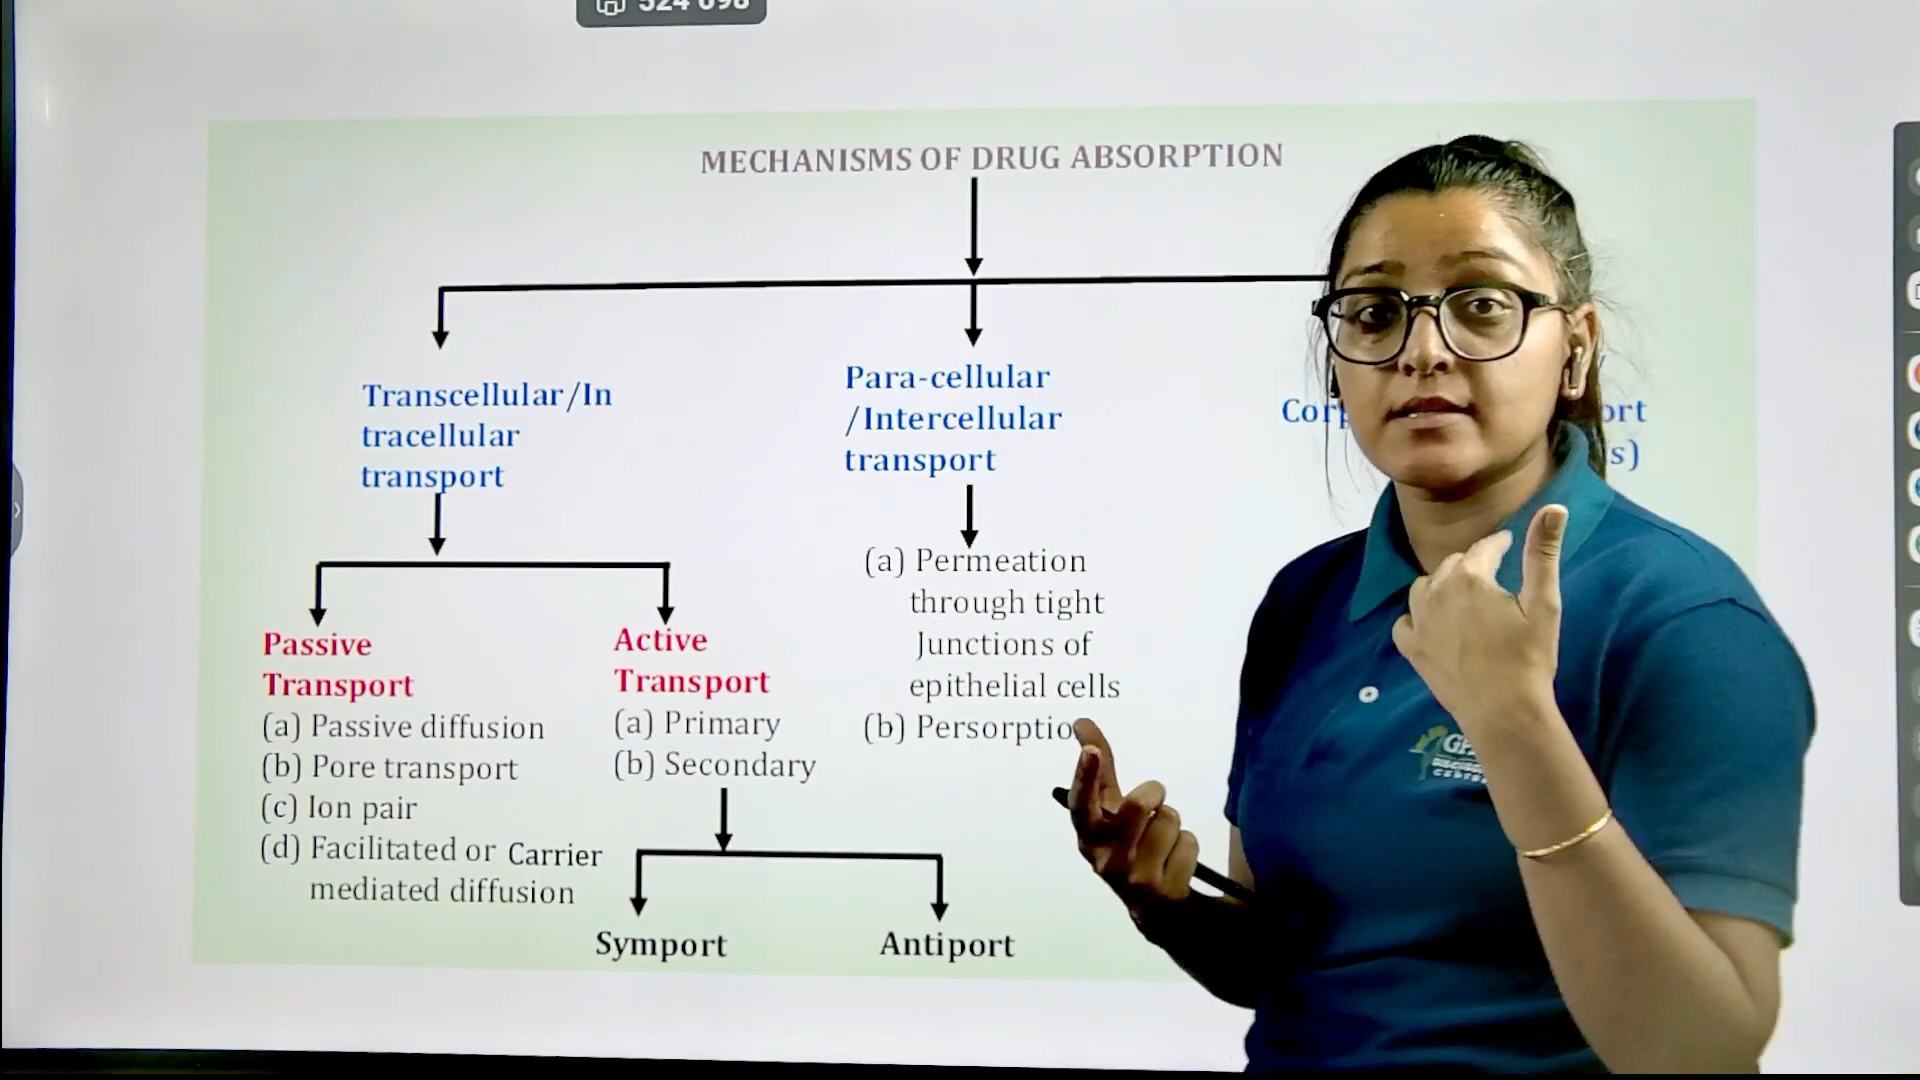 MECHANISMS OF DRUG ABSORPTION
Transcellular/In
tracellular
transport
Para-cellular
/Intercellular
transport
Passive
Transport
(a) Passive diffusion
(b) Pore transport
(c) Ion pair
(d) Facilitated or Carrier
mediated diffusion
Active
Transport
(a) Primary
(b) Secondary
Symport
Antiport
(a) Permeation
through tight
Junctions of
epithelial cells
(b)